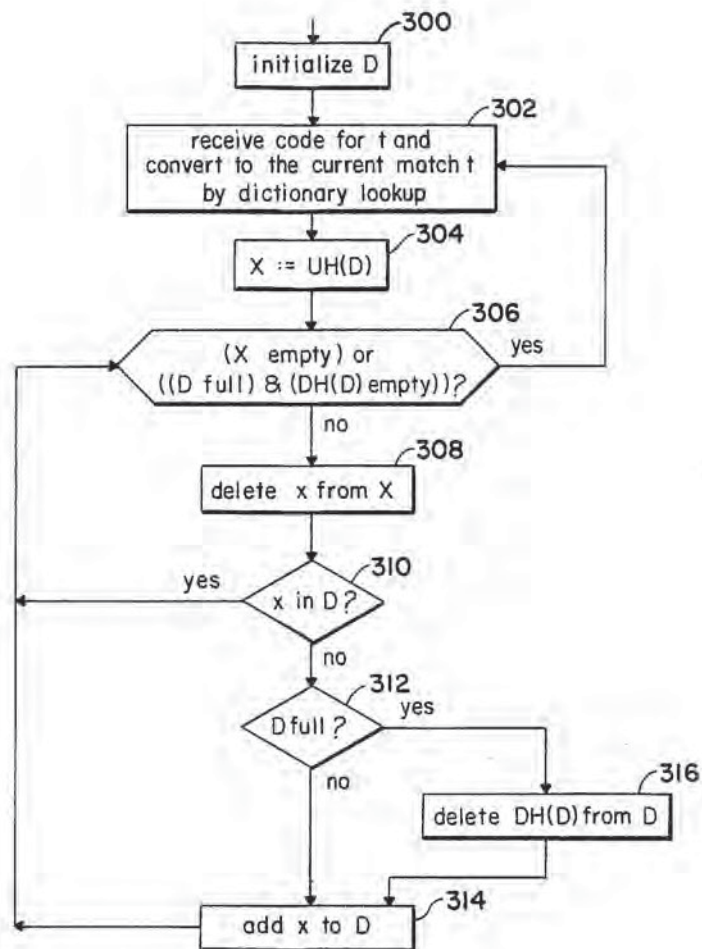 300
initialize D
302
receive code for t and
convert to the current match t
by dictionary lookup
304
X := UH(D)
306
(X empty) or
((D full) & (DH(D) empty))?
yes
no
308
delete x from X
310
yes
x in D?
no
312
D full?
yes
no
316
delete DH(D) from D
314
add x to D